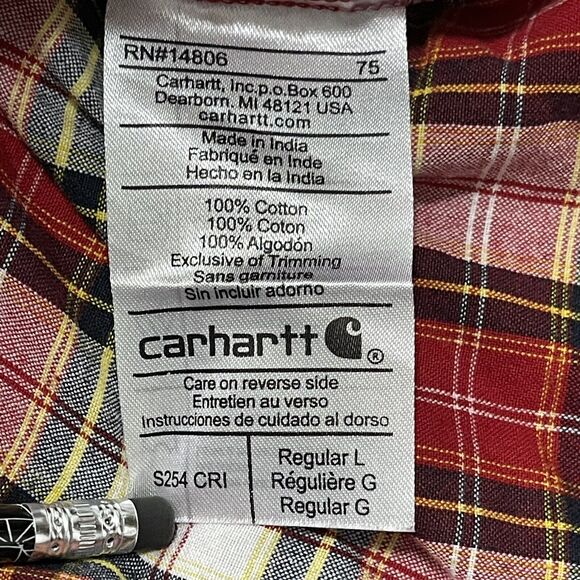 RN#14806 75
Carhartt, Inc.p.o.Box 600
Dearborn, MI 48121 USA
carhartt.com
Made in India
Fabriqué en Inde
Hecho en la India
100% Cotton
100% Coton
100% Algodón
Exclusive of Trimming
Sans garniture
Sin incluir adorno
carhartt ®
Care on reverse side
Entretien au verso
Instrucciones de cuidado al dorso
S254 CRI
Regular L
Régulière G
Regular G